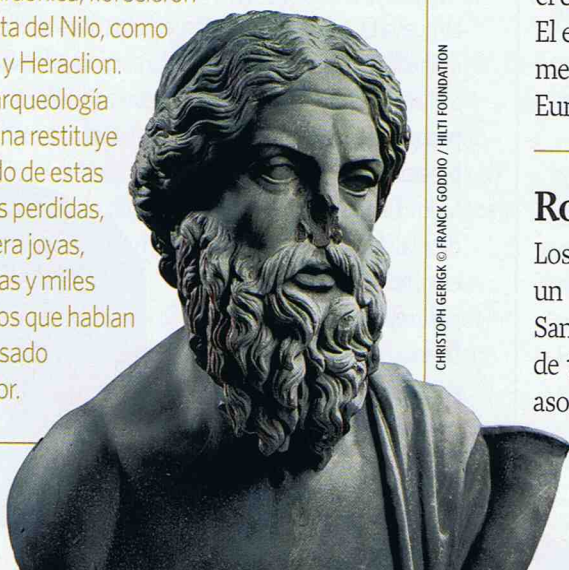 ta del Nilo, como
y Heraclion.
arqueología
na restituye
do de estas
s perdidas,
era joyas,
as y miles
os que hablan
sado
or.
CHRISTOPH GERIGK © FRANCK GODDIO / HILTI FOUNDATION
El e
me
Eur
Ro
Los
un
San
de
aso